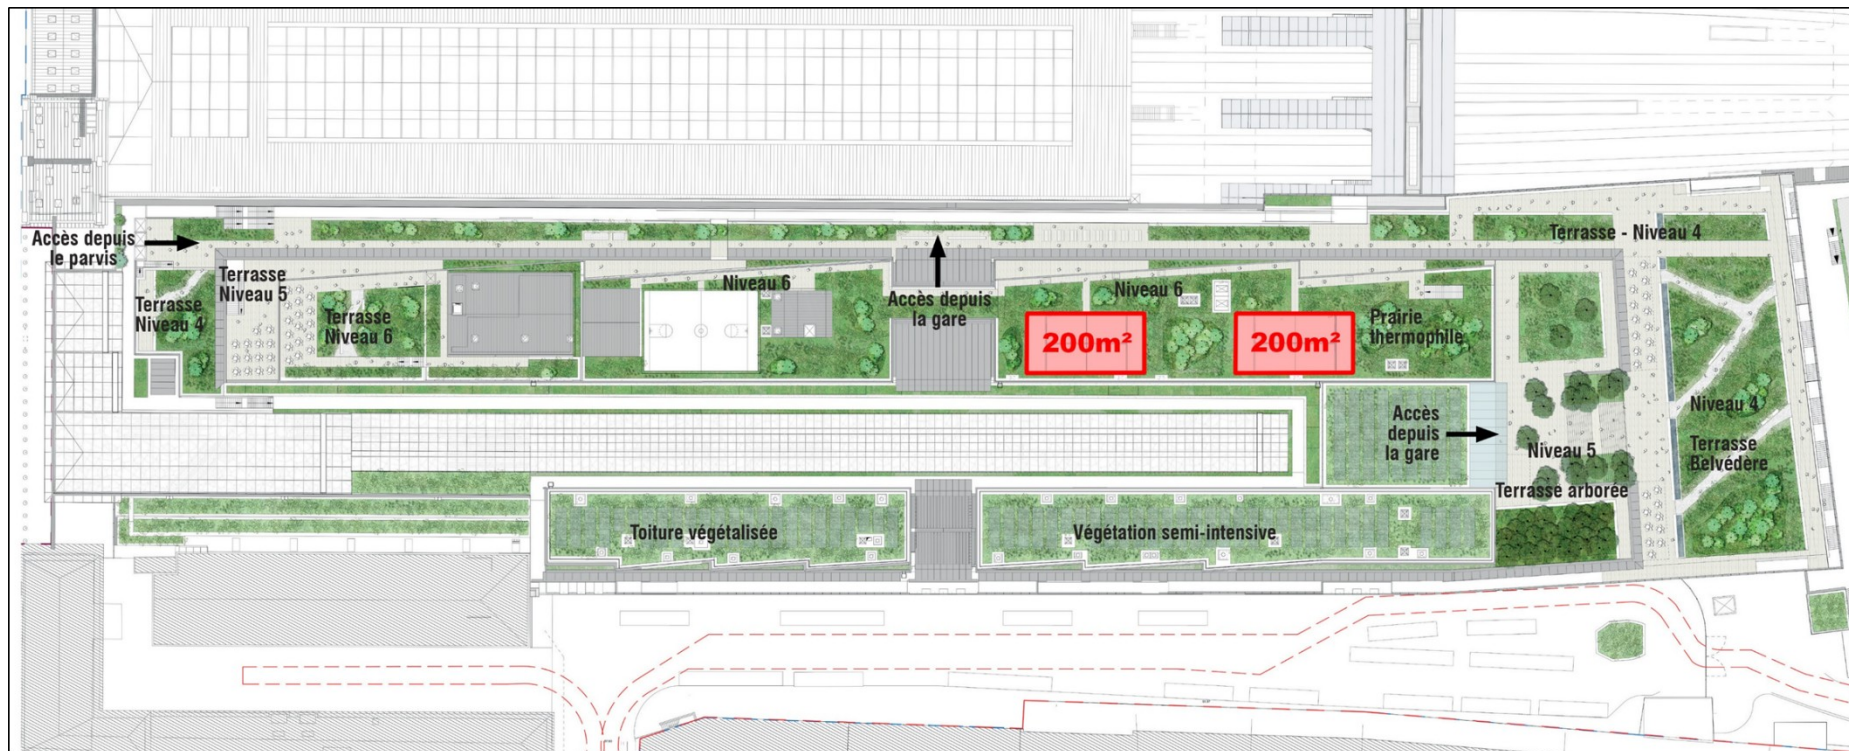 Accès depuis
le parvis
Terrasse
Niveau 4
Terrasse
Niveau 5
Terrasse
Niveau 6
Niveau 6
Accès depuis
la gare
Niveau 6
200m²
200m²
Prairie
thermophile
Terrasse - Niveau 4
Accès
depuis
la gare
Niveau 5
Terrasse arborée
Niveau 4
Terrasse
Belvédère
Toiture végétalisée
Végétation semi-intensive